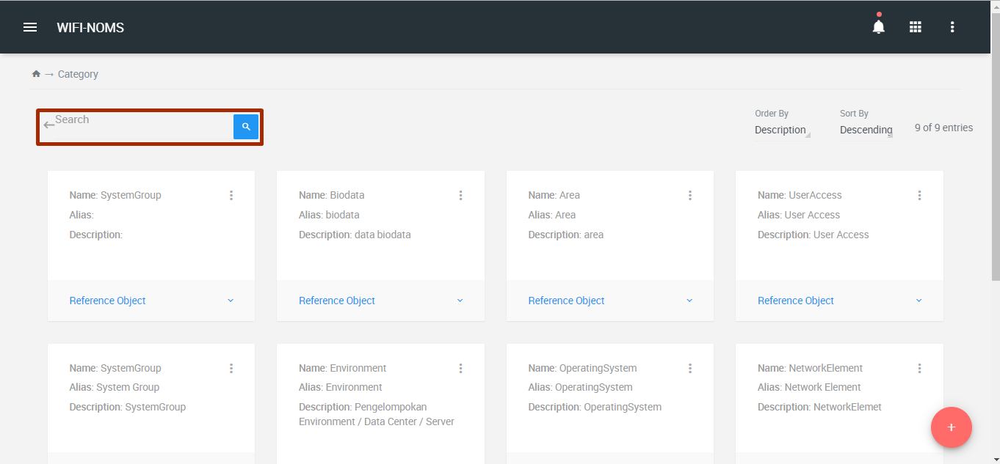 WIFI-NOMS
Category
Search
Order By
Description
Sort By
Descending
9 of 9 entries
Name: SystemGroup
Alias:
Description:
Reference Object
Name: Biodata
Alias: biodata
Description: data biodata
Reference Object
Name: Area
Alias: Area
Description: area
Reference Object
Name: UserAccess
Alias: User Access
Description: User Access
Reference Object
Name: SystemGroup
Alias: System Group
Description: SystemGroup
Name: Environment
Alias: Environment
Description: Pengelompokan
Environment / Data Center / Server
Name: OperatingSystem
Alias: OperatingSystem
Description: OperatingSystem
Name: NetworkElement
Alias: Network Element
Description: NetworkElemet